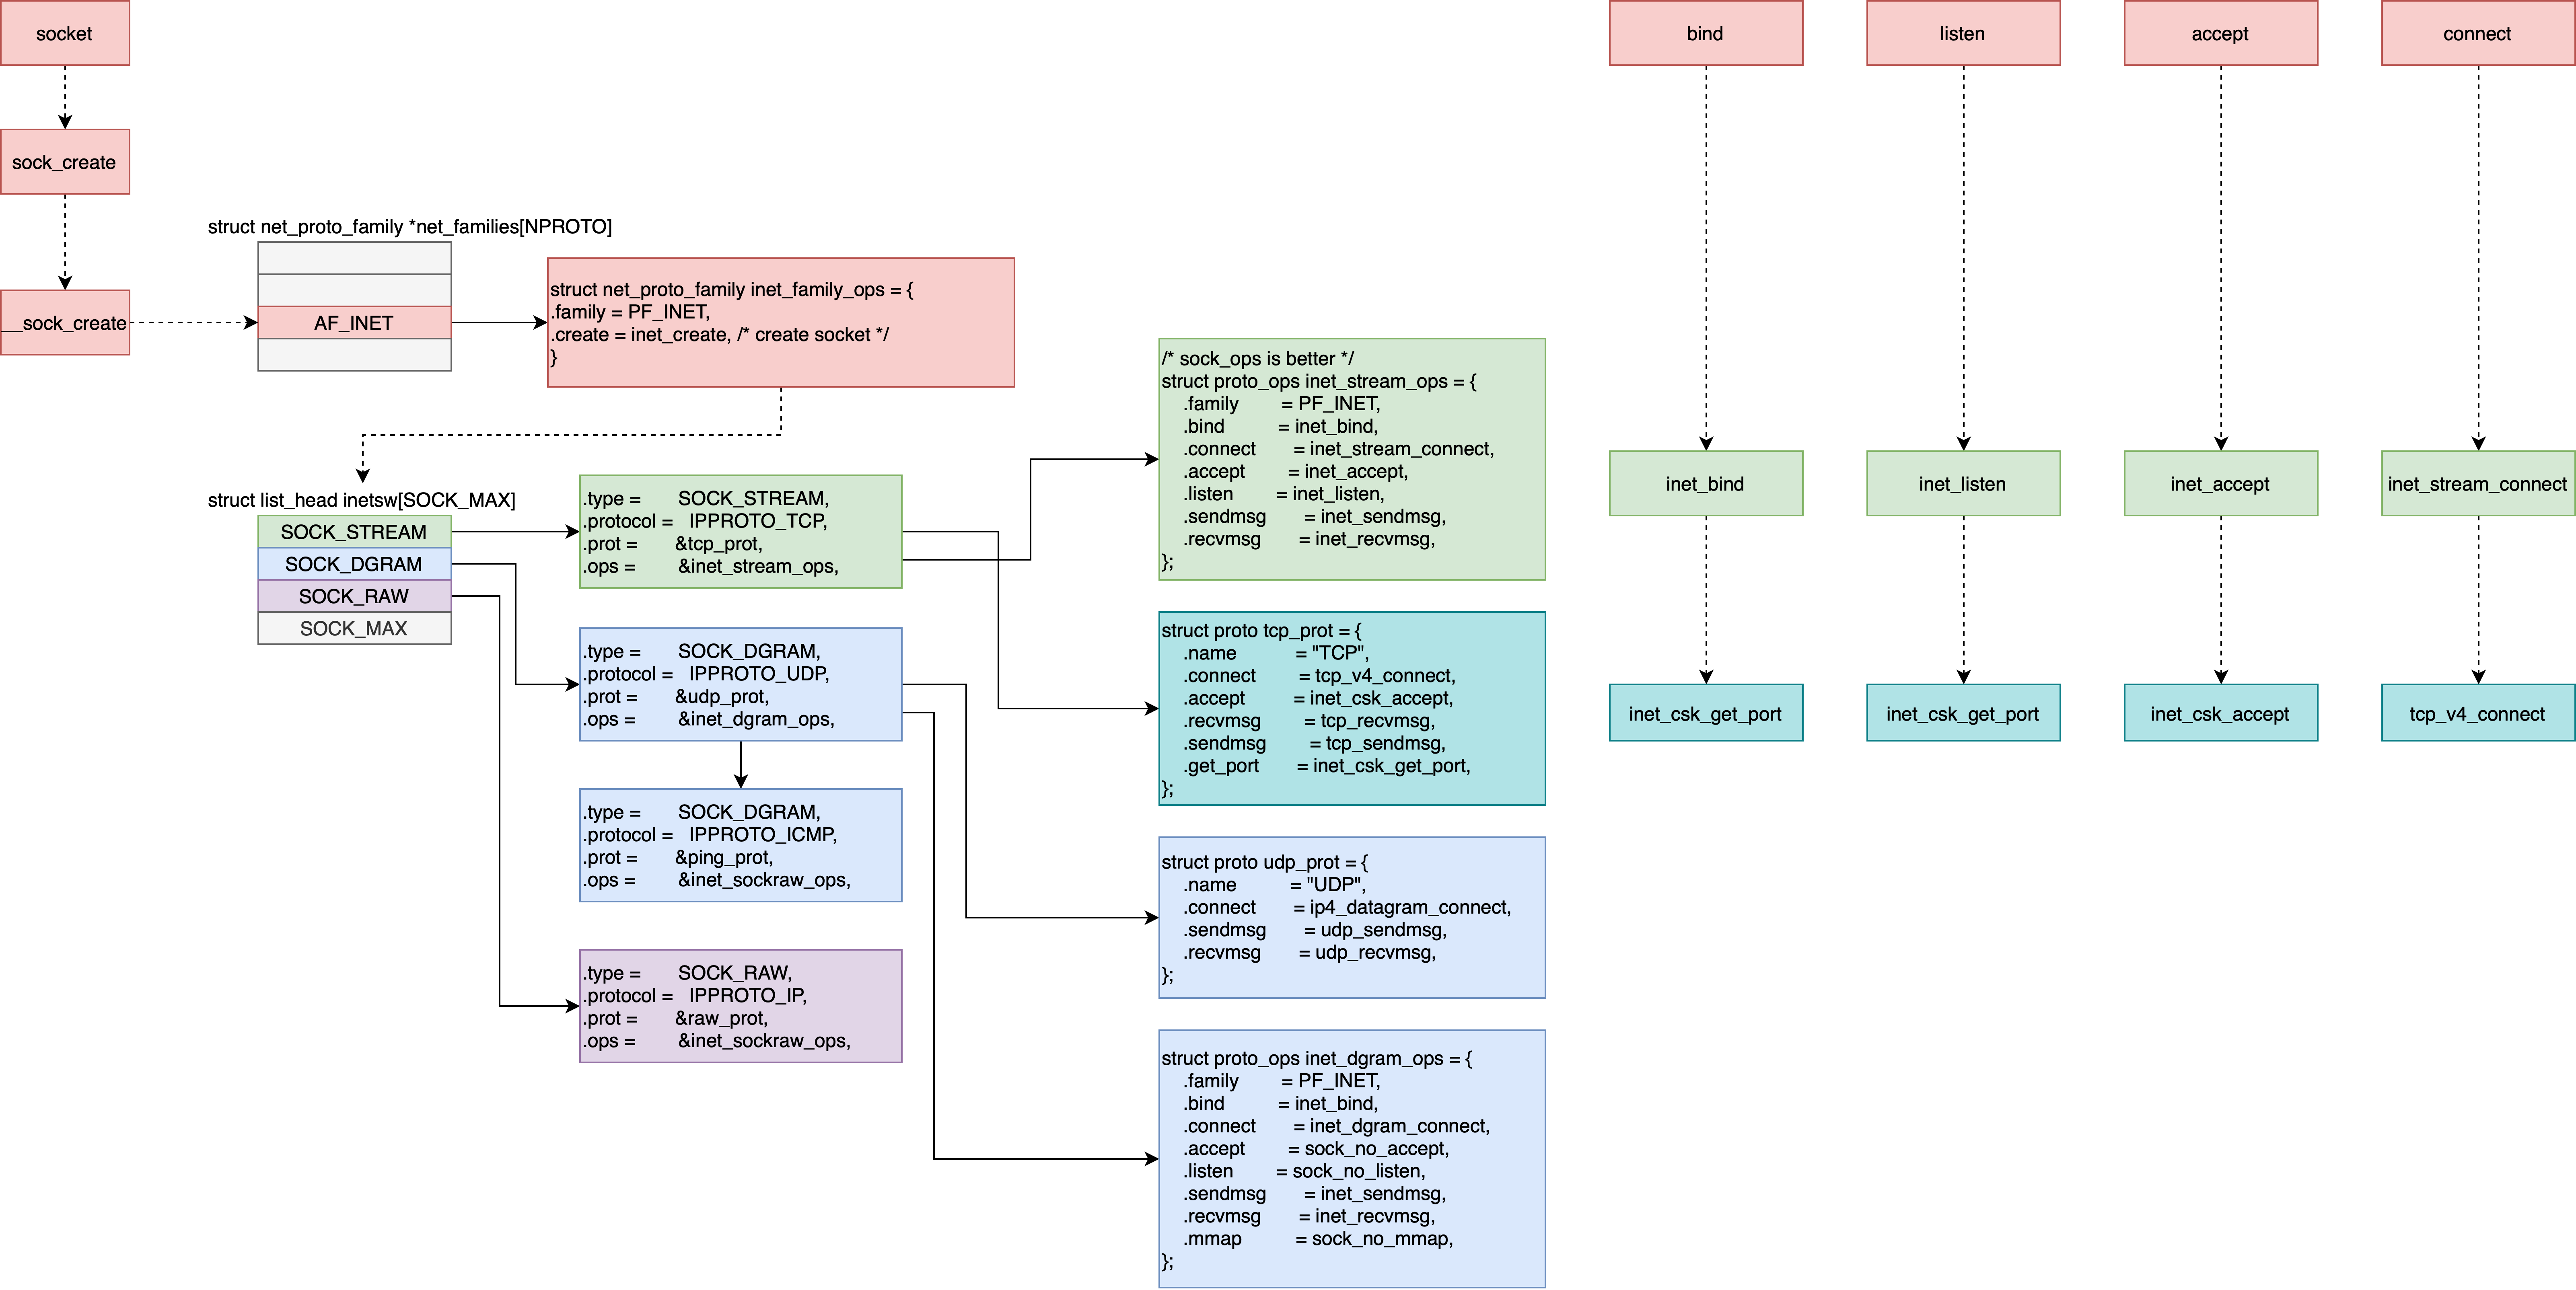 socket
sock_create
__sock_create
struct net_proto_family *net_families[NPROTO]
AF_INET
struct net_proto_family inet_family_ops = {
.family = PF_INET,
.create = inet_create, /* create socket */
}
struct list_head inetsw[SOCK_MAX]
SOCK_STREAM
SOCK_DGRAM
SOCK_RAW
SOCK_MAX
.type = SOCK_STREAM,
.protocol = IPPROTO_TCP,
.prot = &tcp_prot,
.ops = &inet_stream_ops,
.type = SOCK_DGRAM,
.protocol = IPPROTO_UDP,
.prot = &udp_prot,
.ops = &inet_dgram_ops,
.type = SOCK_DGRAM,
.protocol = IPPROTO_ICMP,
.prot = &ping_prot,
.ops = &inet_sockraw_ops,
.type = SOCK_RAW,
.protocol = IPPROTO_IP,
.prot = &raw_prot,
.ops = &inet_sockraw_ops,
/* sock_ops is better */
struct proto_ops inet_stream_ops = {
.family = PF_INET,
.bind = inet_bind,
.connect = inet_stream_connect,
.accept = inet_accept,
.listen = inet_listen,
.sendmsg = inet_sendmsg,
.recvmsg = inet_recvmsg,
};
struct proto tcp_prot = {
.name = "TCP",
.connect = tcp_v4_connect,
.accept = inet_csk_accept,
.recvmsg = tcp_recvmsg,
.sendmsg = tcp_sendmsg,
.get_port = inet_csk_get_port,
};
struct proto udp_prot = {
.name = "UDP",
.connect = ip4_datagram_connect,
.sendmsg = udp_sendmsg,
.recvmsg = udp_recvmsg,
};
struct proto_ops inet_dgram_ops = {
.family = PF_INET,
.bind = inet_bind,
.connect = inet_dgram_connect,
.accept = sock_no_accept,
.listen = sock_no_listen,
.sendmsg = inet_sendmsg,
.recvmsg = inet_recvmsg,
.mmap = sock_no_mmap,
};
bind
inet_bind
inet_csk_get_port
listen
inet_listen
inet_csk_get_port
accept
inet_accept
inet_csk_accept
connect
inet_stream_connect
tcp_v4_connect